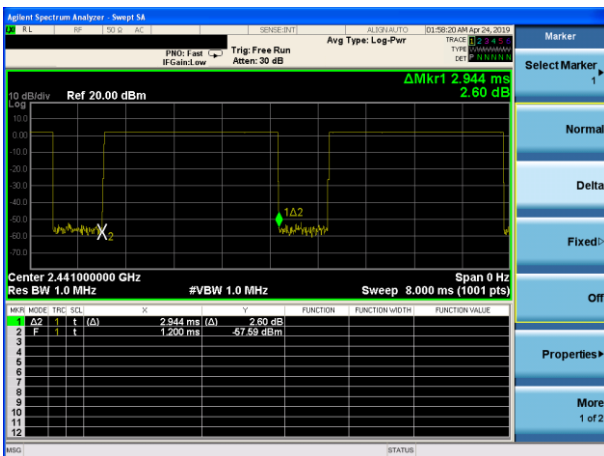 Agilent Spectrum Analyzer - Swept SA
RL RF 50 Ω AC SENSE:INT ALIGN AUTO 01:58:20 AM Apr 24, 2019
Marker
Avg Type: Log-Pwr TRACE 1 2 3 4 5 6
PNO: Fast Trig: Free Run TYPE
IFGain:Low Atten: 30 dB DET P N N N N N
Select Marker
1
ΔMkr1 2.944 ms
10 dB/div Ref 20.00 dBm 2.60 dB
Log
10.0
0.00
-10.0
-20.0
-30.0
-40.0
-50.0
-60.0
-70.0
1Δ2
X2
Normal
Delta
Fixed
Off
Properties
More
1 of 2
Center 2.441000000 GHz Span 0 Hz
Res BW 1.0 MHz #VBW 1.0 MHz Sweep 8.000 ms (1001 pts)
MKR MODE TRC SCL X Y FUNCTION FUNCTION WIDTH FUNCTION VALUE
1 Δ2 1 t (Δ) 2.944 ms (Δ) 2.60 dB
2 F 1 t 1.200 ms -67.59 dBm
3
4
5
6
7
8
9
10
11
12
MSG STATUS